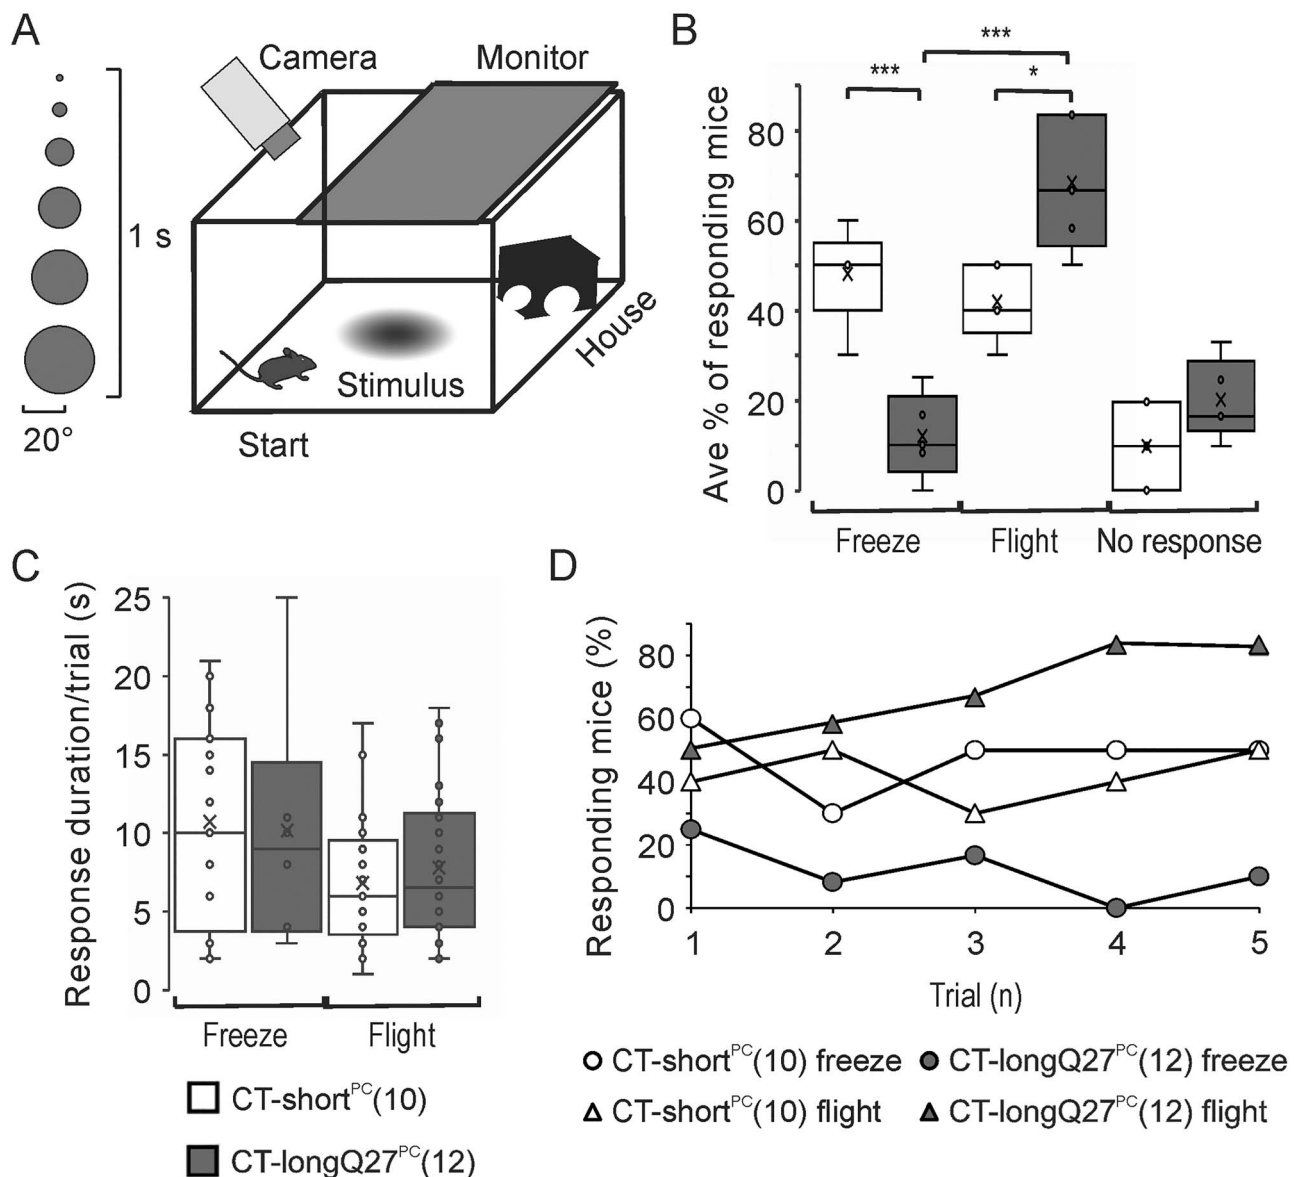 A
Camera
Monitor
1 s
Stimulus
House
Start
20°
B
Ave % of responding mice
80
60
40
20
0
***
***
*
Freeze
Flight
No response
C
Response duration/trial (s)
25
20
15
10
5
0
Freeze
Flight
CT-short^PC(10)
CT-longQ27^PC(12)
D
Responding mice (%)
80
60
40
20
0
1 2 3 4 5
Trial (n)
CT-short^PC(10) freeze
CT-longQ27^PC(12) freeze
CT-short^PC(10) flight
CT-longQ27^PC(12) flight